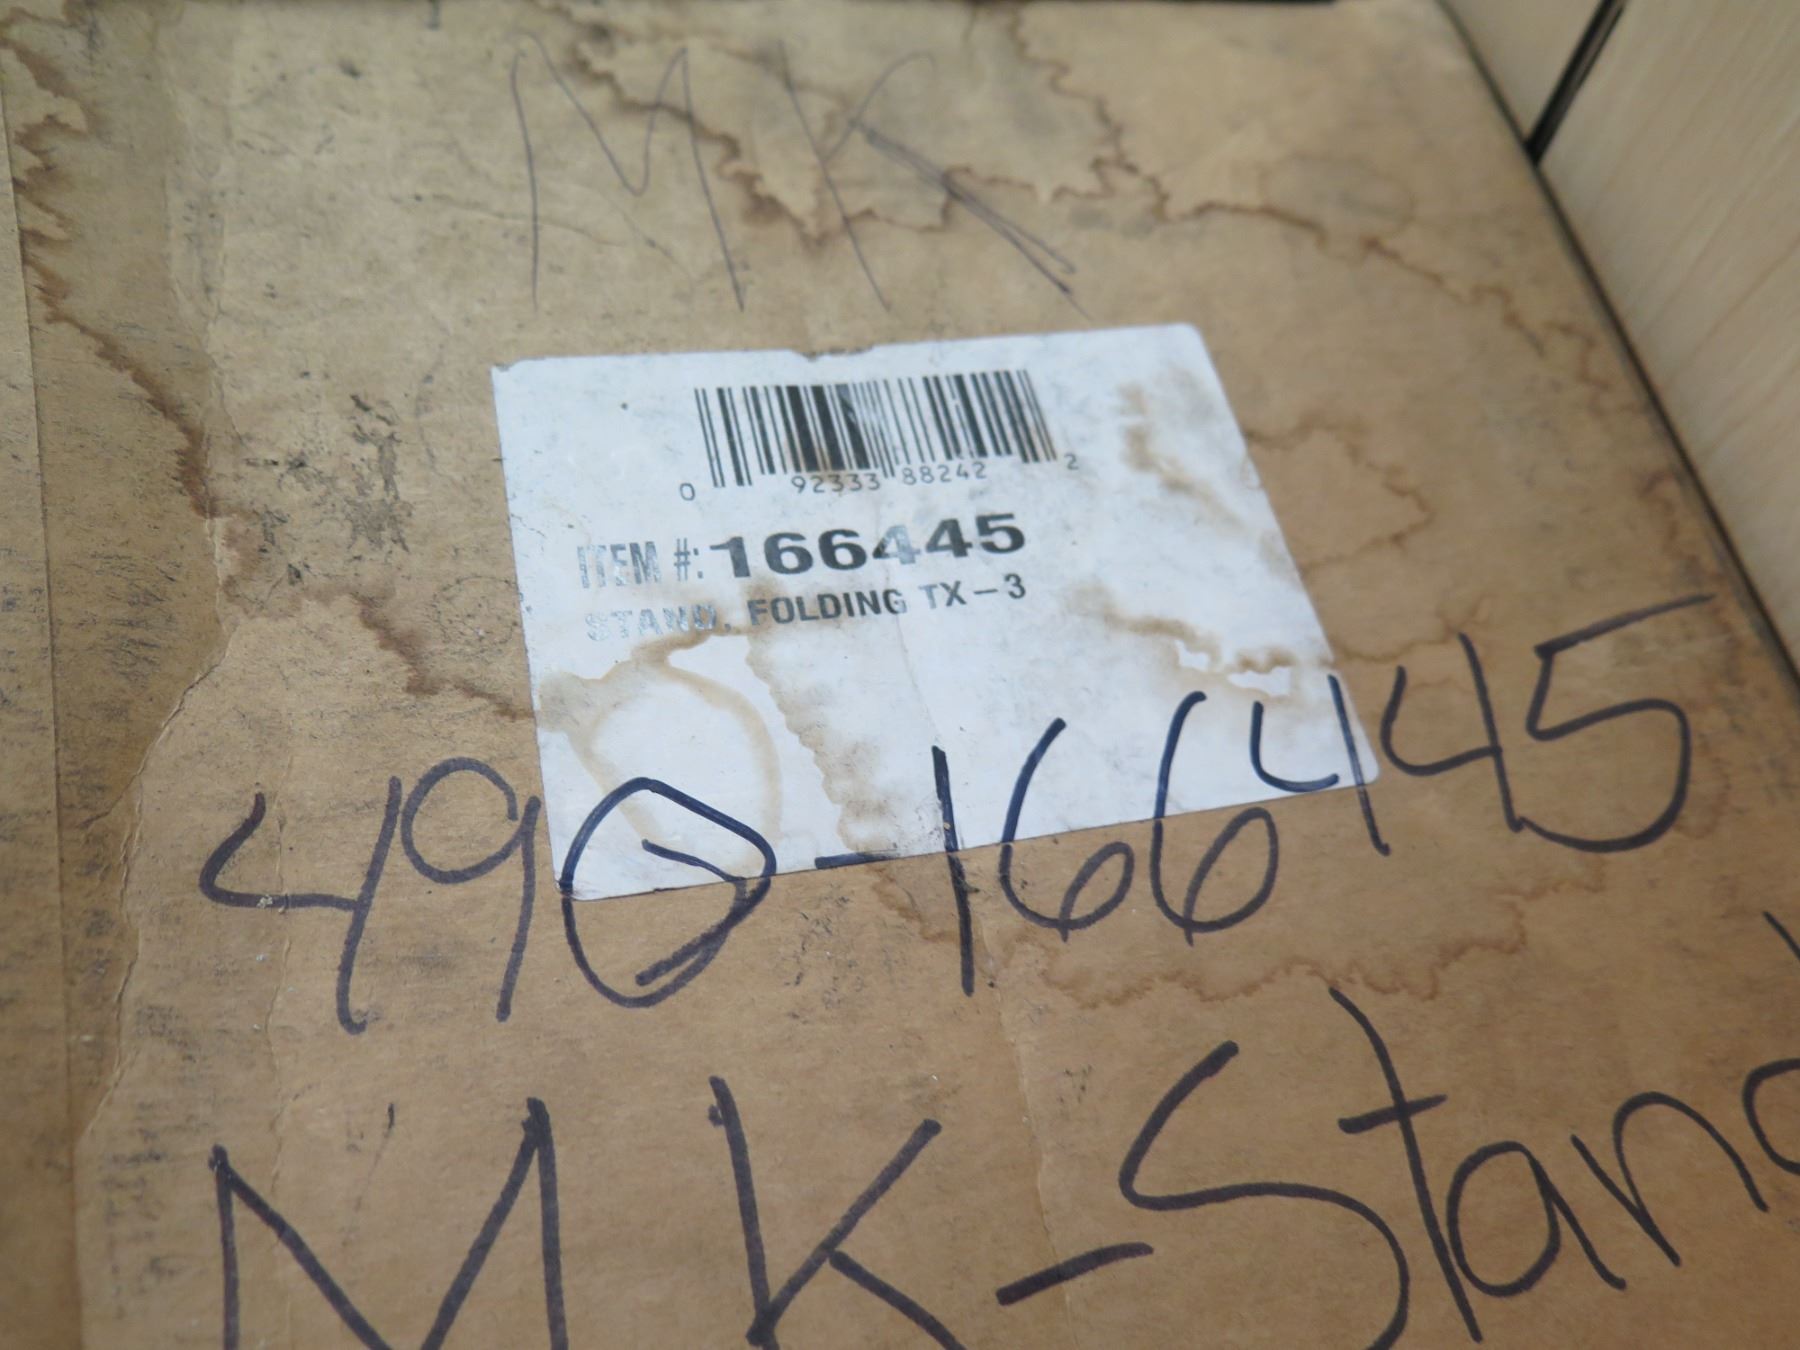 MK
0 92333 88242 2
ITEM #: 166445
STAND, FOLDING TX-3
490-166445
MK-Stand